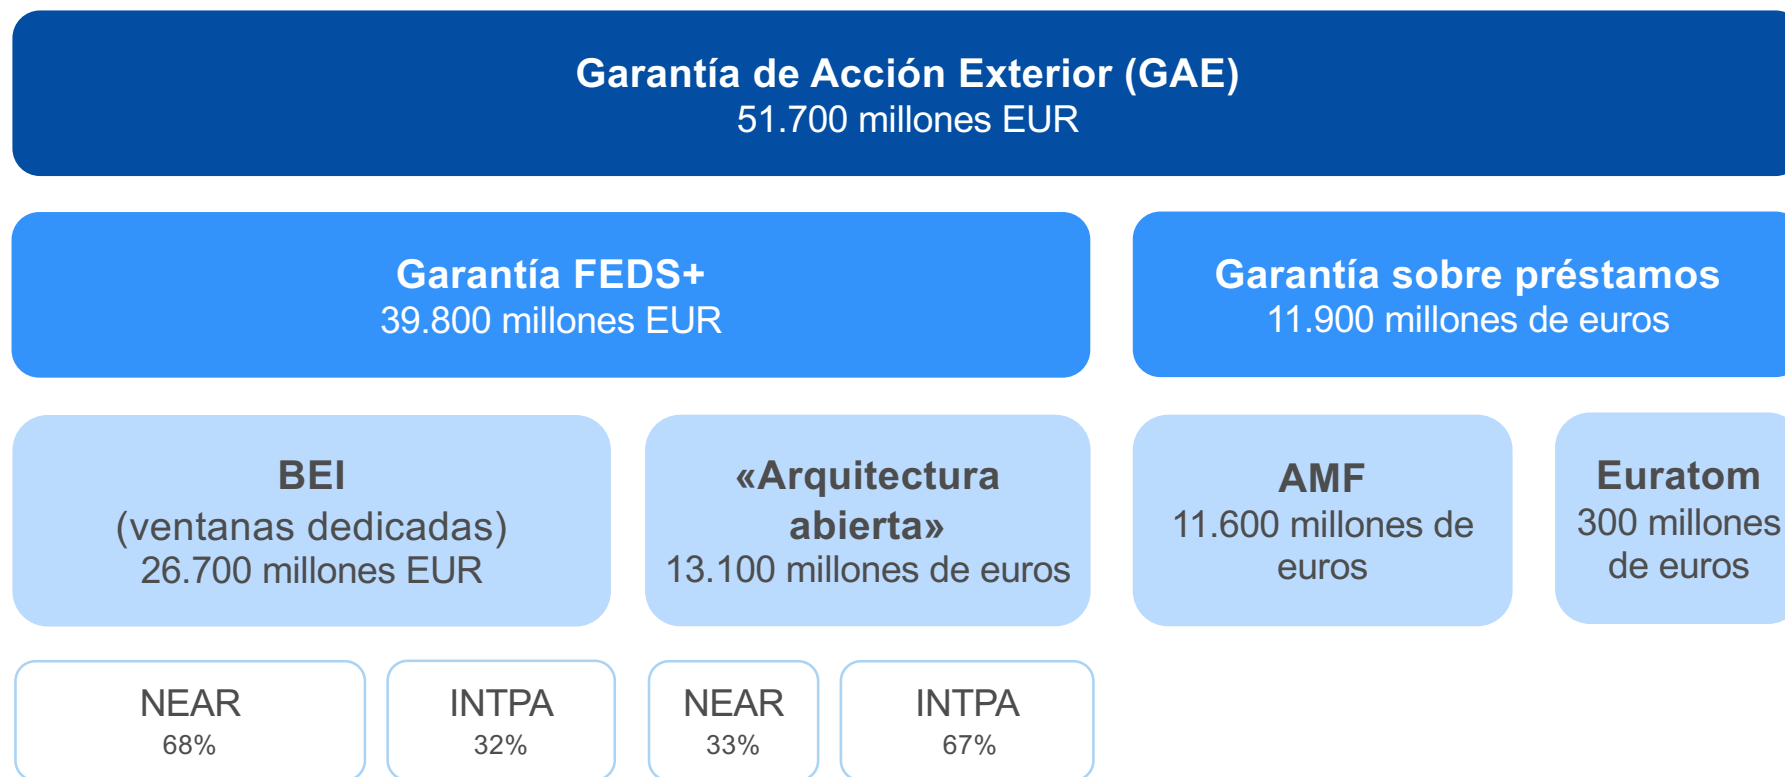 Garantía de Acción Exterior (GAE)
51.700 millones EUR
Garantía FEDS+
39.800 millones EUR
Garantía sobre préstamos
11.900 millones de euros
BEI
(ventanas dedicadas)
26.700 millones EUR
«Arquitectura
abierta»
13.100 millones de euros
AMF
11.600 millones de
euros
Euratom
300 millones
de euros
NEAR
68%
INTPA
32%
NEAR
33%
INTPA
67%